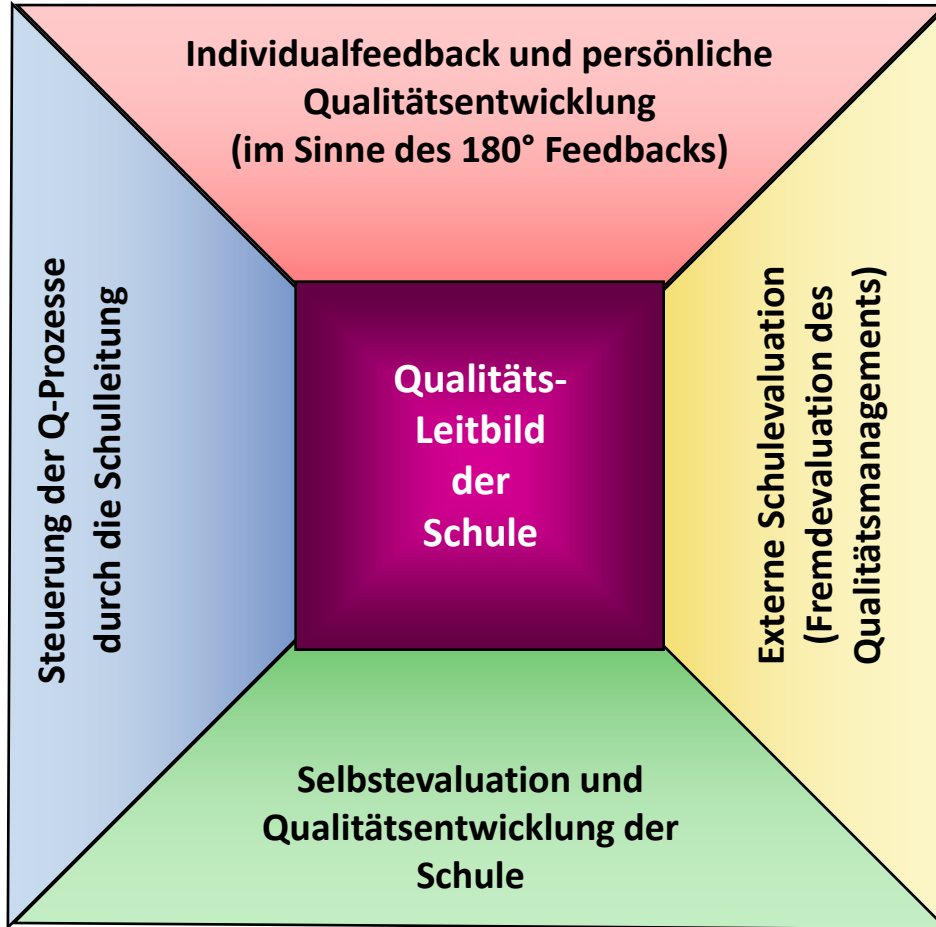 Individualfeedback und persönliche
Qualitätsentwicklung
(im Sinne des 180° Feedbacks)
Steuerung der Q-Prozesse
durch die Schulleitung
Qualitäts-
Leitbild
der
Schule
Externe Schulevaluation
(Fremdevaluation des
Qualitätsmanagements)
Selbstevaluation und
Qualitätsentwicklung der
Schule